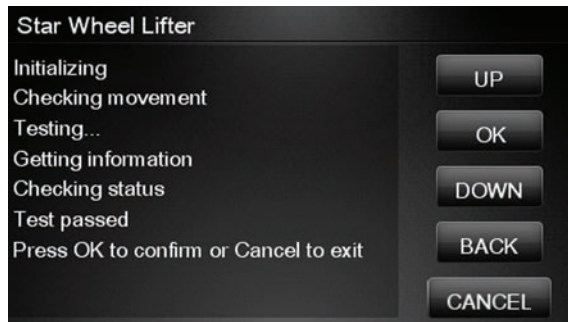 Star Wheel Lifter
Initializing
Checking movement
Testing...
Getting information
Checking status
Test passed
Press OK to confirm or Cancel to exit
UP
OK
DOWN
BACK
CANCEL